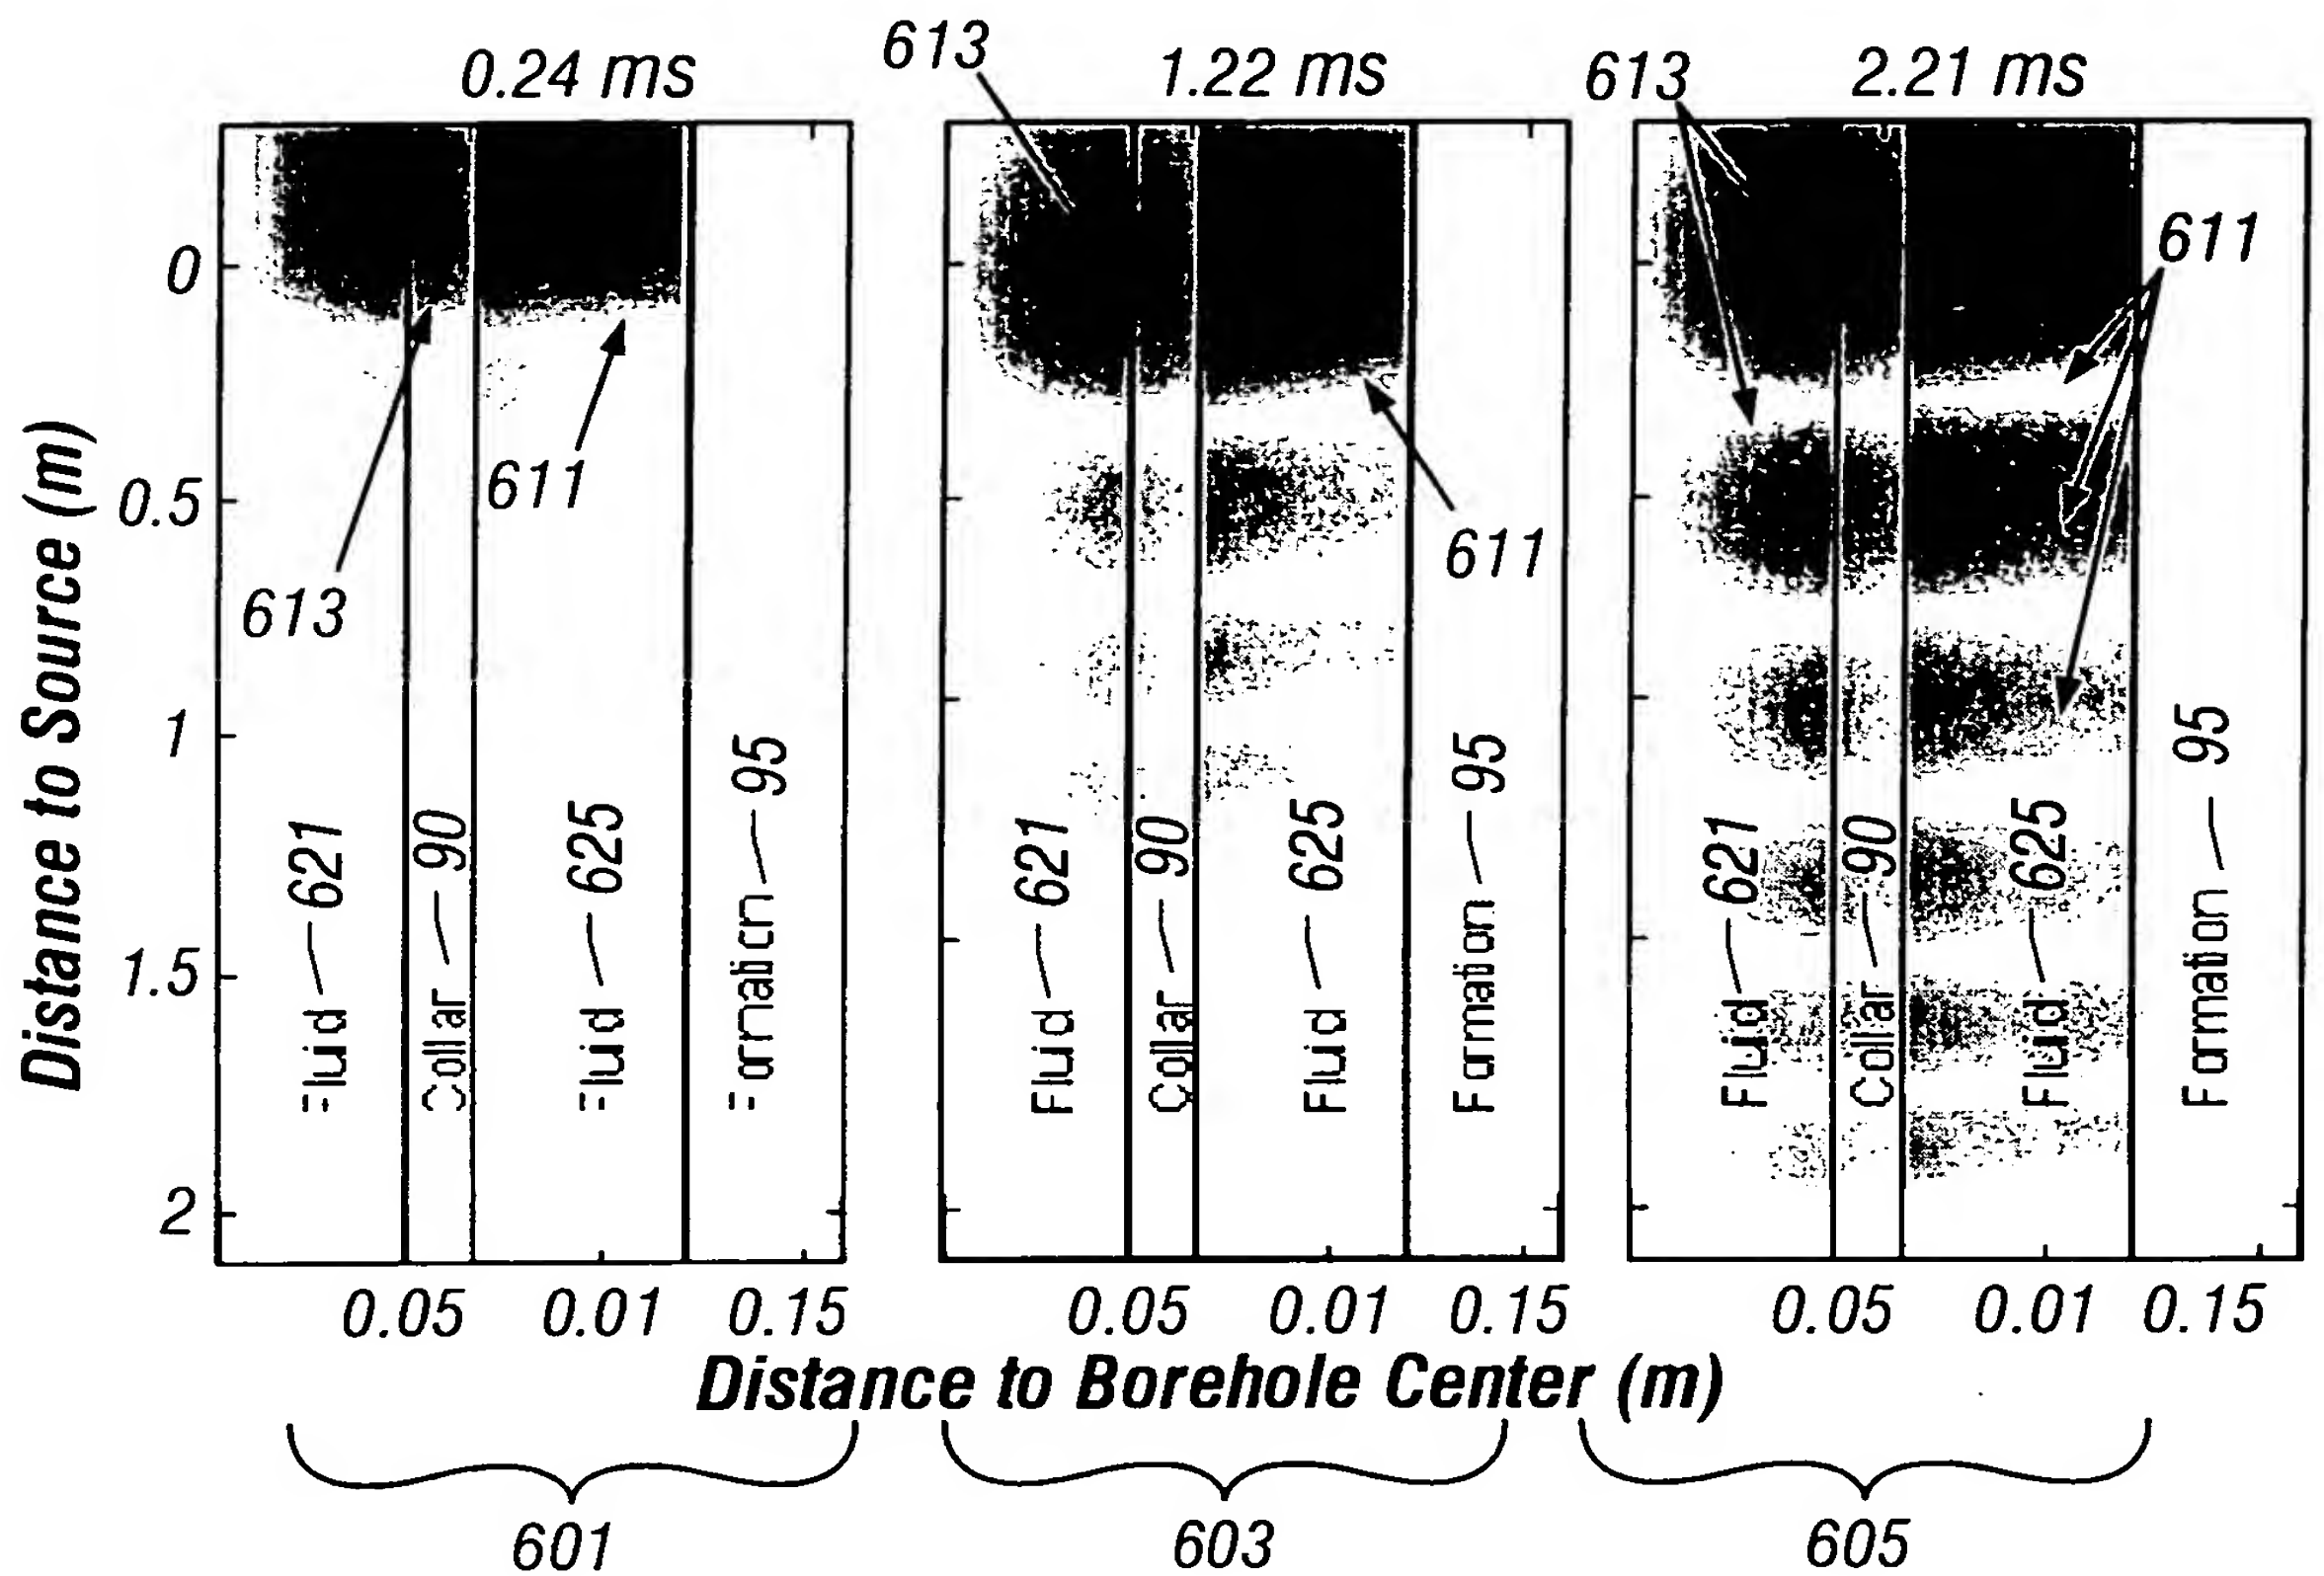 0.24 ms
613
1.22 ms
613
2.21 ms
611
0
0.5
1
1.5
2
Distance to Source (m)
613
611
Fluid 621
Collar 90
Fluid 625
Formation 95
611
Fluid 621
Collar 90
Fluid 625
Formation 95
Fluid 621
Collar 90
Fluid 625
Formation 95
0.05 0.01 0.15
0.05 0.01 0.15
0.05 0.01 0.15
Distance to Borehole Center (m)
601
603
605